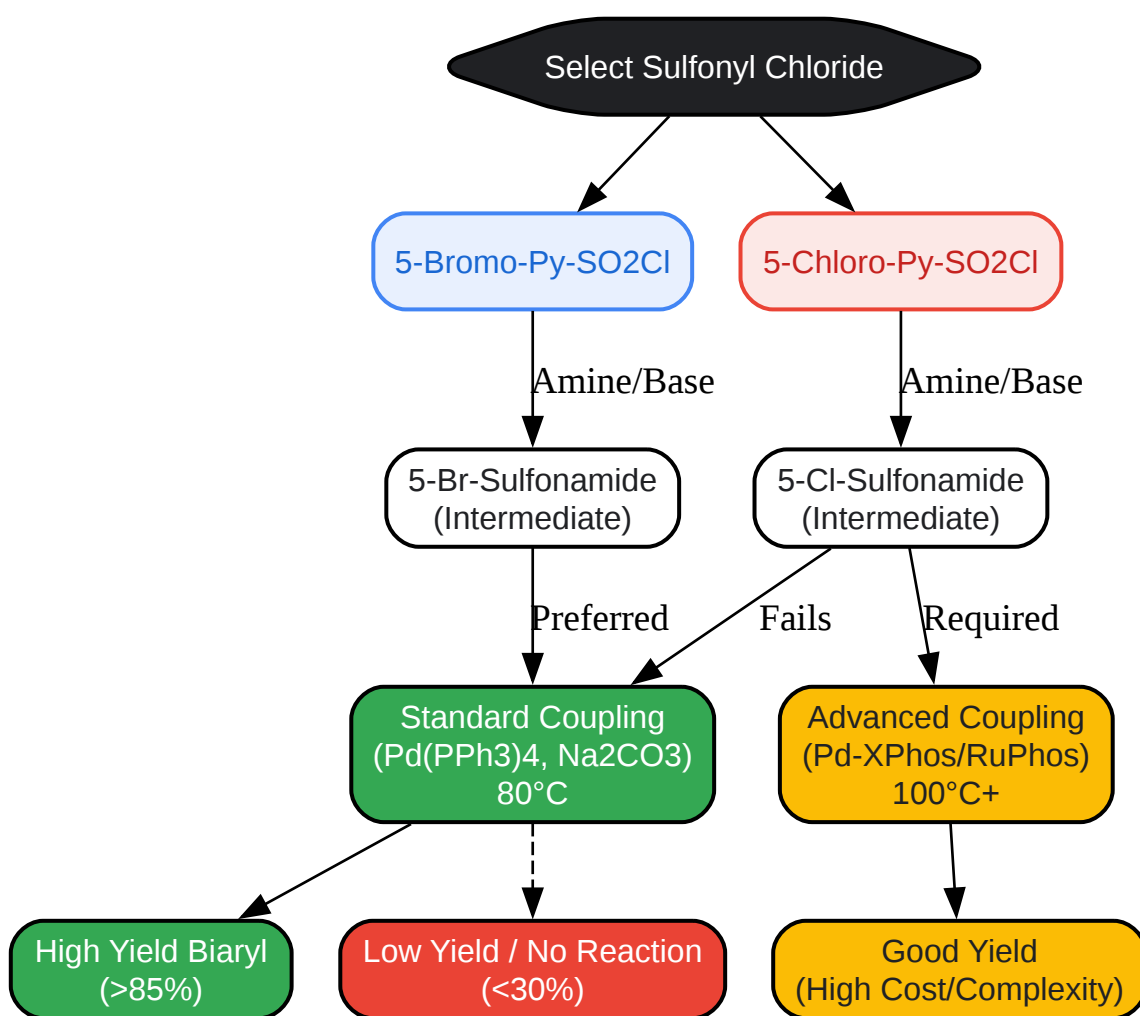 Select Sulfonyl Chloride
5-Bromo-Py-SO2Cl
5-Chloro-Py-SO2Cl
Amine/Base
Amine/Base
5-Br-Sulfonamide
(Intermediate)
5-Cl-Sulfonamide
(Intermediate)
Preferred
Fails
Required
Standard Coupling
(Pd(PPh3)4, Na2CO3)
80°C
Advanced Coupling
(Pd-XPhos/RuPhos)
100°C+
High Yield Biaryl
(>85%)
Low Yield / No Reaction
(<30%)
Good Yield
(High Cost/Complexity)